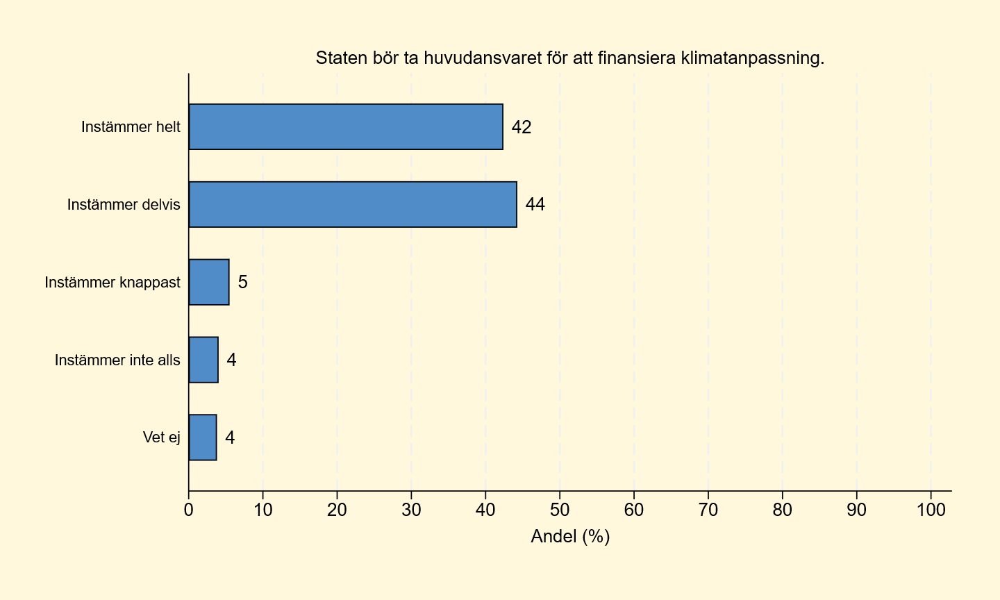 Staten bör ta huvudansvaret för att finansiera klimatanpassning.
Instämmer helt 42
Instämmer delvis 44
Instämmer knappast 5
Instämmer inte alls 4
Vet ej 4
0 10 20 30 40 50 60 70 80 90 100
Andel (%)